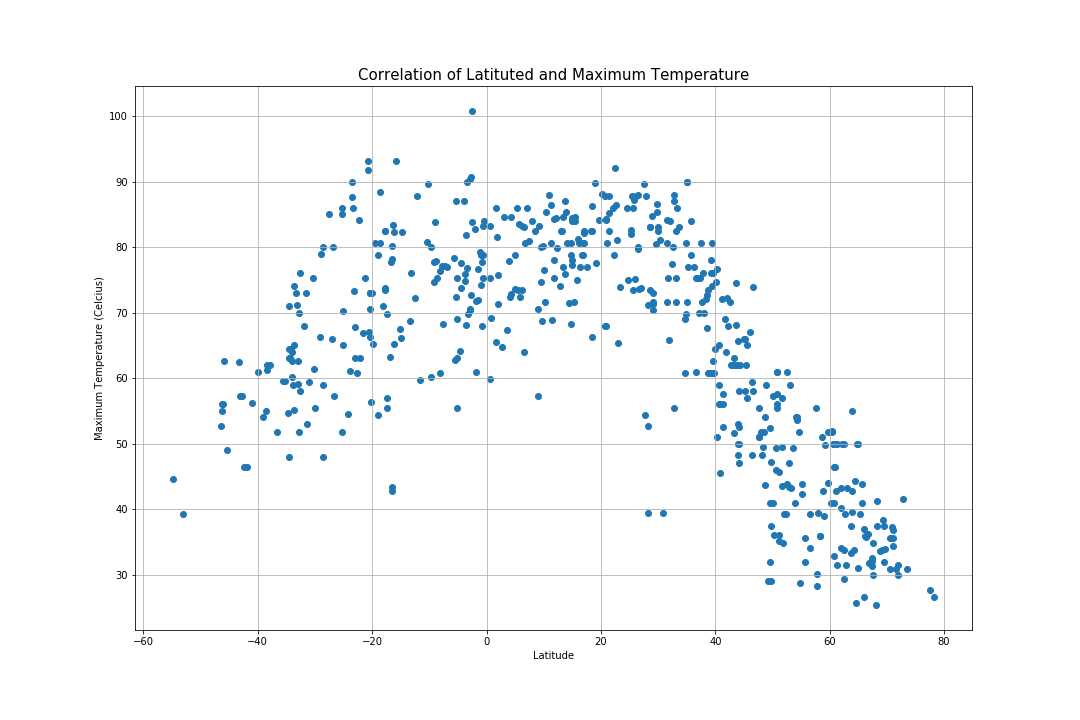 Correlation of Latituted and Maximum Temperature
100
90
80
70
60
50
40
30
Maximum Temperature (Celcius)
−60 −40 −20 0 20 40 60 80
Latitude